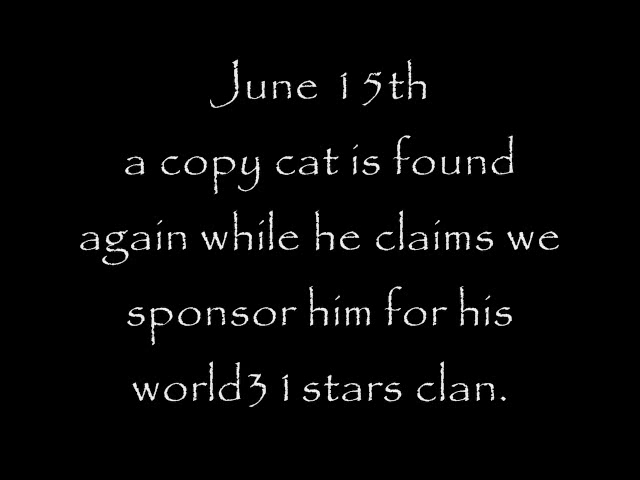 June 15th
a copy cat is found
again while he claims we
sponsor him for his
world31stars clan.